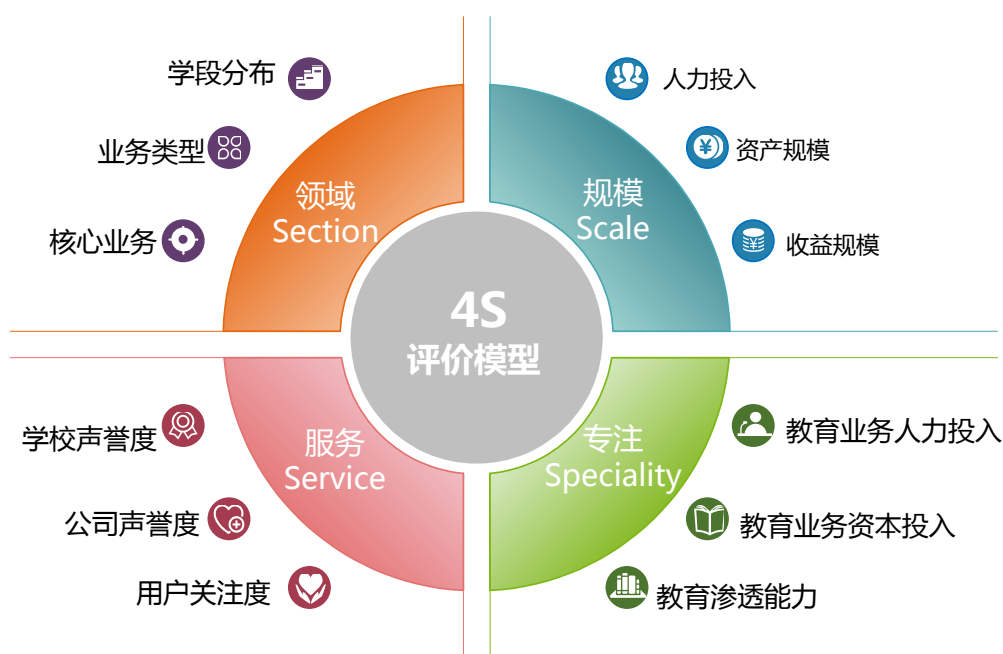 学段分布
业务类型
核心业务
领域
Section
人力投入
资产规模
收益规模
规模
Scale
4S
评价模型
学校声誉度
公司声誉度
用户关注度
服务
Service
专注
Speciality
教育业务人力投入
教育业务资本投入
教育渗透能力